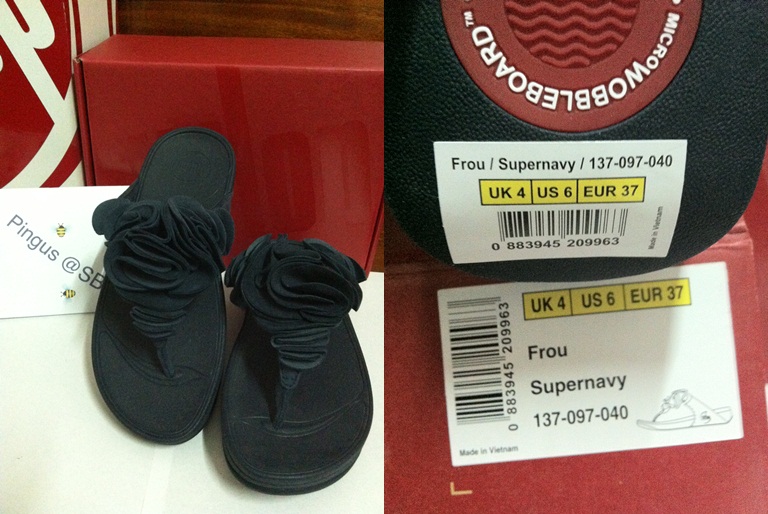 Pingus @SB
MICROWOBBLEBOARD™
Frou / Supernavy / 137-097-040
UK 4 US 6 EUR 37
0 883945 209963
Made in Vietnam
UK 4 US 6 EUR 37
0 883945 209963
Frou
Supernavy
137-097-040
Made in Vietnam